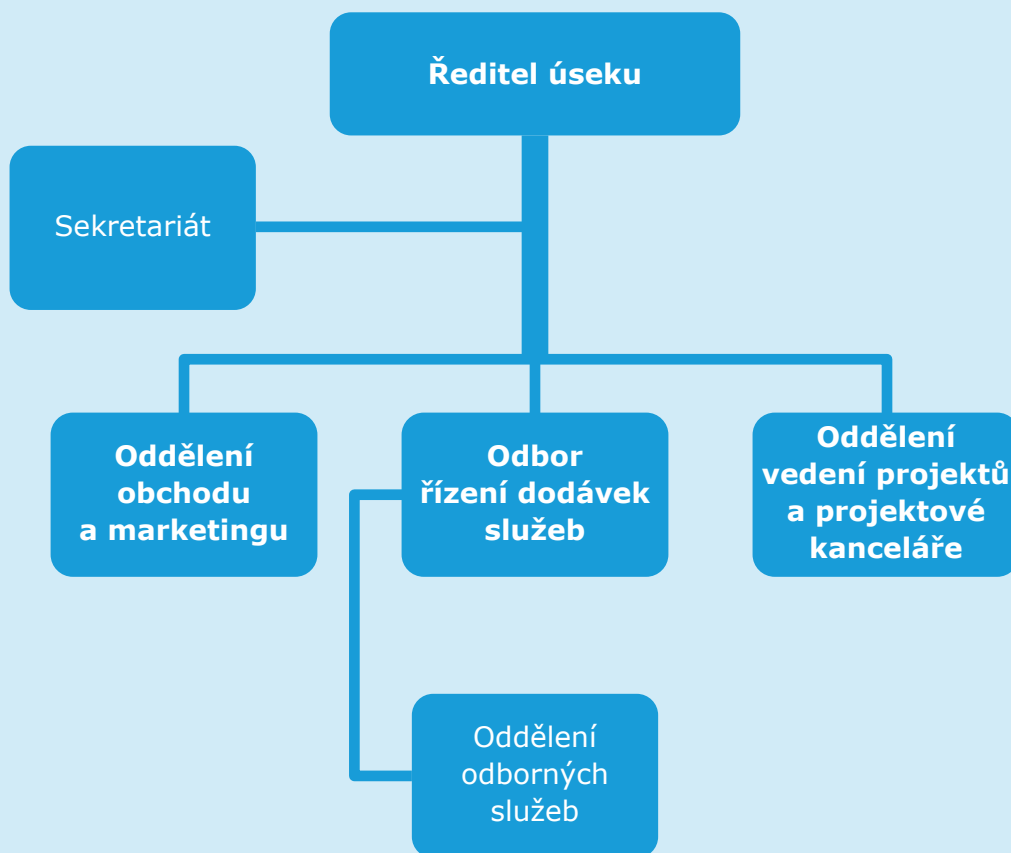 Ředitel úseku
Sekretariát
Oddělení
obchodu
a marketingu
Odbor
řízení dodávek
služeb
Oddělení
vedení projektů
a projektové
kanceláře
Oddělení
odborných
služeb